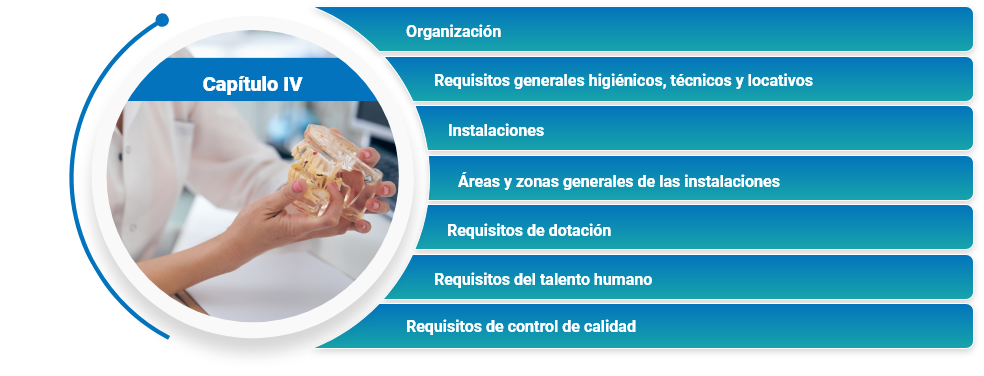 Capítulo IV
Organización
Requisitos generales higiénicos, técnicos y locativos
Instalaciones
Áreas y zonas generales de las instalaciones
Requisitos de dotación
Requisitos del talento humano
Requisitos de control de calidad